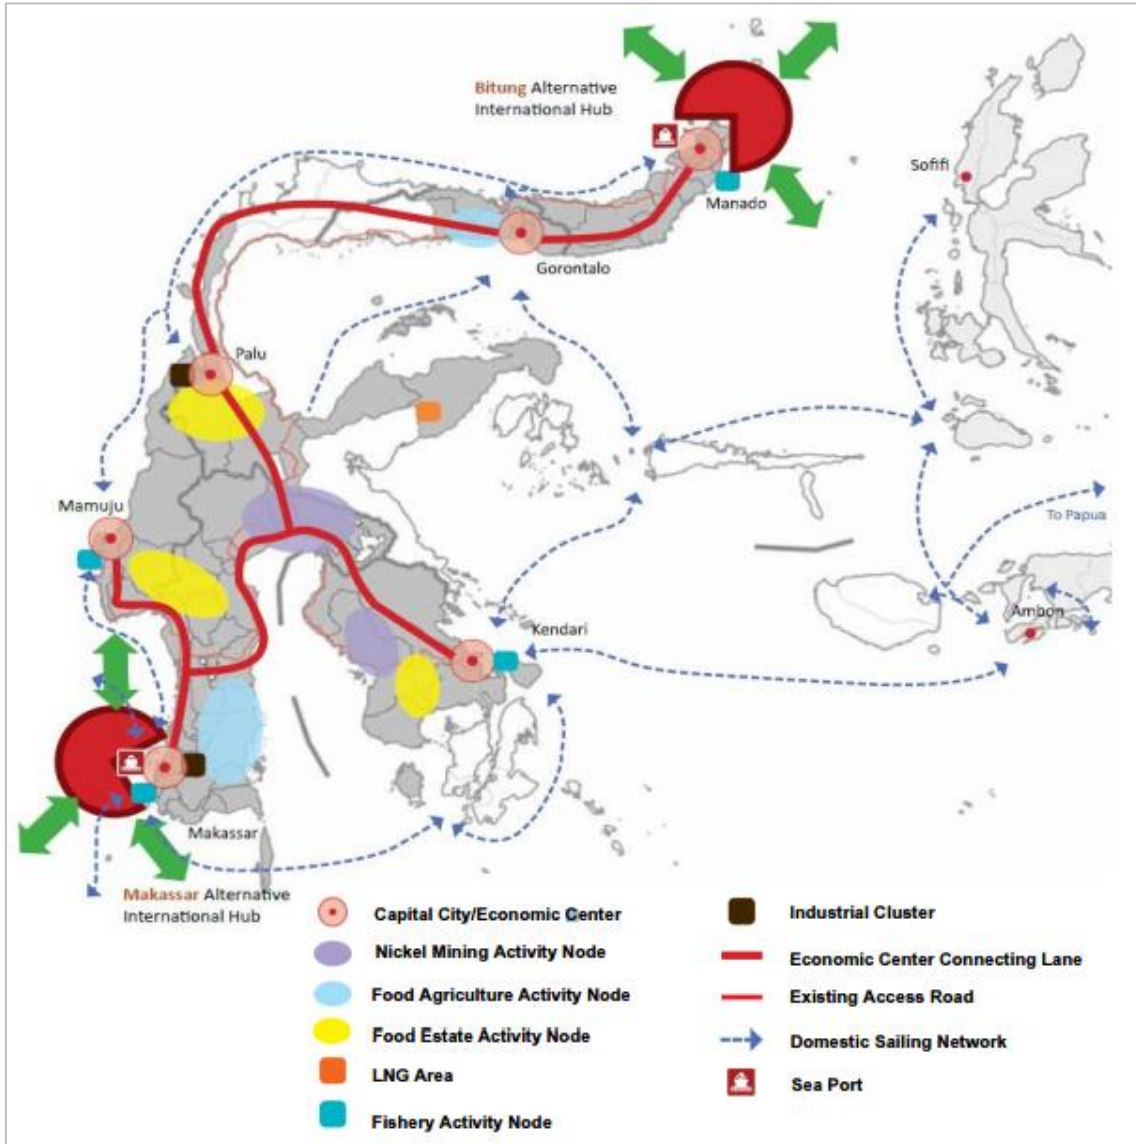 Bitung Alternative
International Hub
Sofifi
Manado
Gorontalo
Palu
Mamuju
To Papua
Ambon
Kendari
Makassar
Makassar Alternative
International Hub
Capital City/Economic Center
Nickel Mining Activity Node
Food Agriculture Activity Node
Food Estate Activity Node
LNG Area
Fishery Activity Node
Industrial Cluster
Economic Center Connecting Lane
Existing Access Road
Domestic Sailing Network
Sea Port